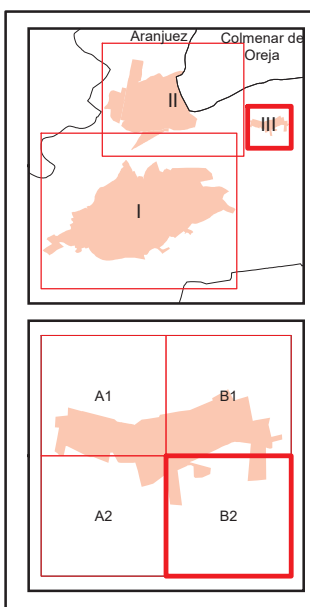 Aranjuez
Colmenar de
Oreja
II
III
I
A1
B1
A2
B2